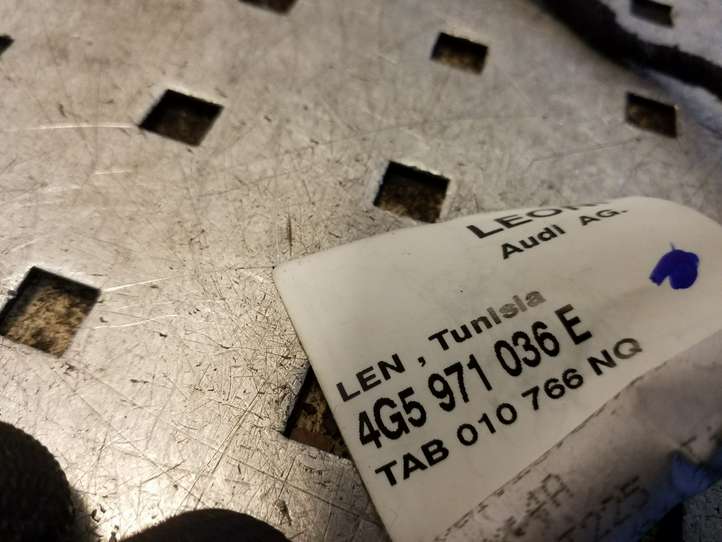 Audi AG.
LEN , Tunisia
4G5 971 036 E
TAB 010 766 NQ